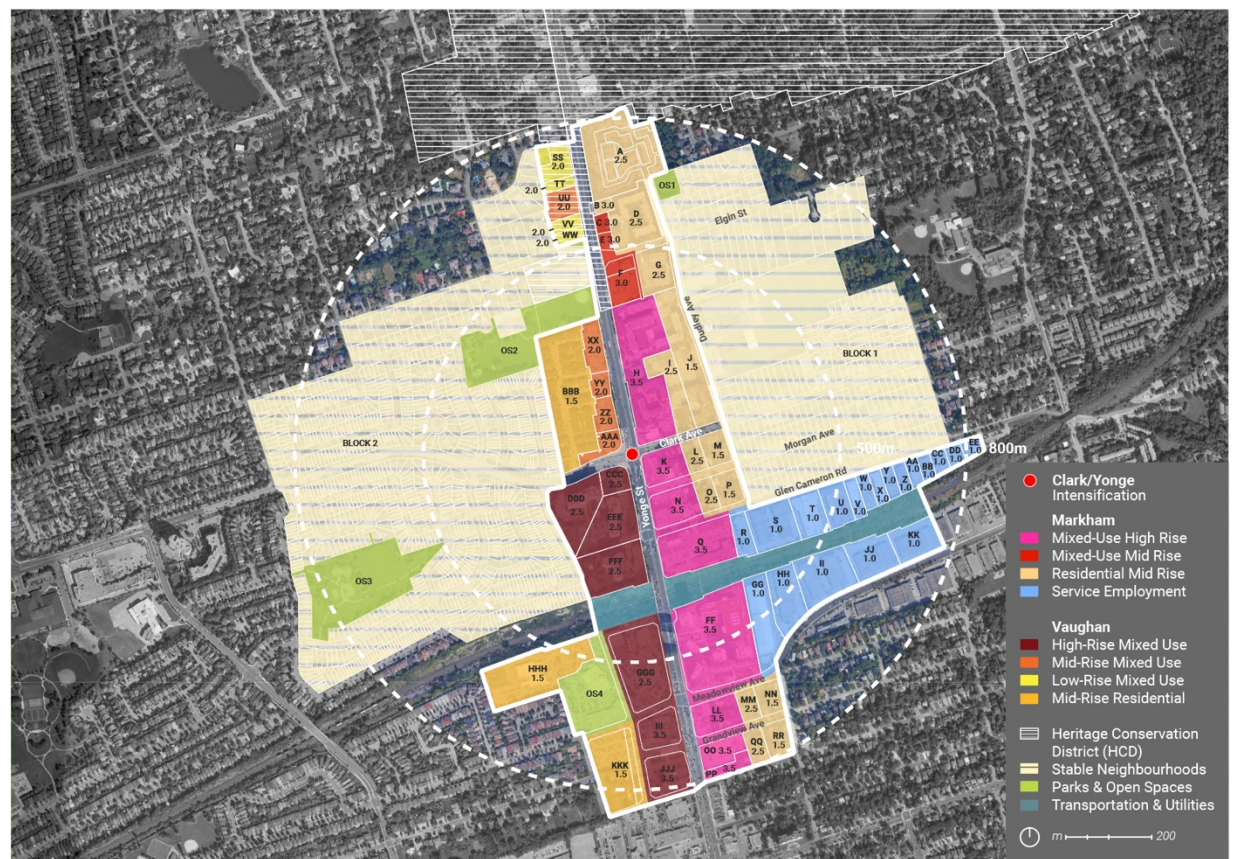 A
2.5
SS
2.0
TT
2.0
UU
2.0
VV
2.0
WW
2.0
OS1
B 3.0
C 3.0
D
2.5
E 3.0
Elgin St
OS2
F
3.0
G
2.5
Dudley Ave
OS2
XX
2.0
BBB
1.5
YY
2.0
ZZ
2.0
AAA
2.0
H
3.5
I
2.5
J
1.5
BLOCK 1
BLOCK 2
Clark Ave
Morgan Ave
500m
800m
K
3.5
L
2.5
M
1.5
N
3.5
O
2.5
P
1.5
Glen Cameron Rd
CCC
2.5
DDD
2.5
EEE
2.5
FFF
2.5
Yonge St
Q
3.5
R
1.0
S
1.0
T
1.0
U
1.0
V
1.0
W
1.0
X
1.0
Y
1.0
Z
1.0
AA
1.0
BB
1.0
CC
1.0
DD
1.0
EE
1.0
OS3
FF
3.5
GG
1.0
HH
1.0
II
1.0
JJ
1.0
KK
1.0
HHH
1.5
OS4
GGG
2.5
Meadowview Ave
LL
3.5
MM
2.5
NN
1.5
Grandview Ave
III
3.5
OO 3.5
PP 3.5
QQ
2.5
RR
1.5
KKK
1.5
JJJ
3.5
Clark/Yonge
Intensification
Markham
Mixed-Use High Rise
Mixed-Use Mid Rise
Residential Mid Rise
Service Employment
Vaughan
High-Rise Mixed Use
Mid-Rise Mixed Use
Low-Rise Mixed Use
Mid-Rise Residential
Heritage Conservation
District (HCD)
Stable Neighbourhoods
Parks & Open Spaces
Transportation & Utilities
m 200